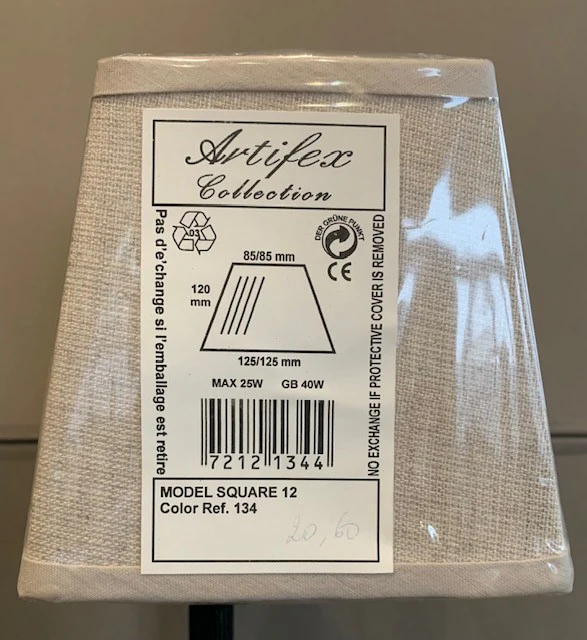 Artifex
Collection
Pas d'e'change si l'emballage est retire
03
DER GRÜNE PUNKT
CE
NO EXCHANGE IF PROTECTIVE COVER IS REMOVED
85/85 mm
120
mm
125/125 mm
MAX 25W GB 40W
72121344
MODEL SQUARE 12
Color Ref. 134
20,60